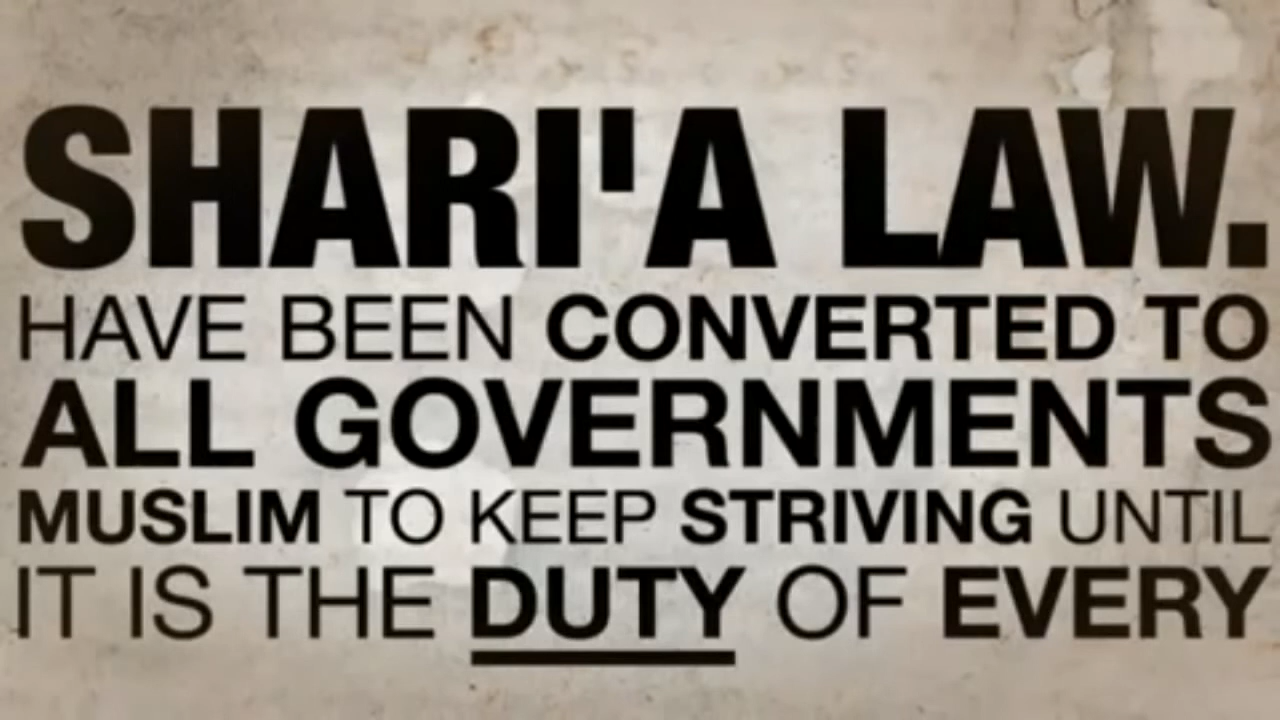 SHARI'A LAW.
HAVE BEEN CONVERTED TO
ALL GOVERNMENTS
MUSLIM TO KEEP STRIVING UNTIL
IT IS THE DUTY OF EVERY